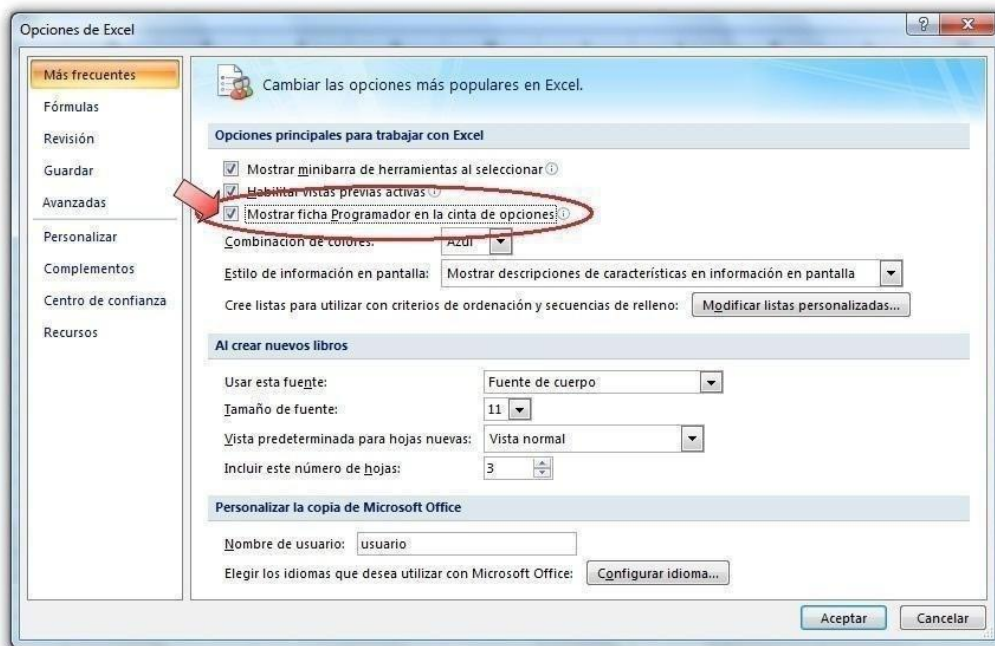 Opciones de Excel
Más frecuentes
Fórmulas
Revisión
Guardar
Avanzadas
Personalizar
Complementos
Centro de confianza
Recursos
Cambiar las opciones más populares en Excel.
Opciones principales para trabajar con Excel
Mostrar minibarra de herramientas al seleccionar
Habilitar vistas previas activas
Mostrar ficha Programador en la cinta de opciones
Combinación de colores: Azul
Estilo de información en pantalla: Mostrar descripciones de características en información en pantalla
Cree listas para utilizar con criterios de ordenación y secuencias de relleno: Modificar listas personalizadas...
Al crear nuevos libros
Usar esta fuente: Fuente de cuerpo
Tamaño de fuente: 11
Vista predeterminada para hojas nuevas: Vista normal
Incluir este número de hojas: 3
Personalizar la copia de Microsoft Office
Nombre de usuario: usuario
Elegir los idiomas que desea utilizar con Microsoft Office: Configurar idioma...
Aceptar Cancelar